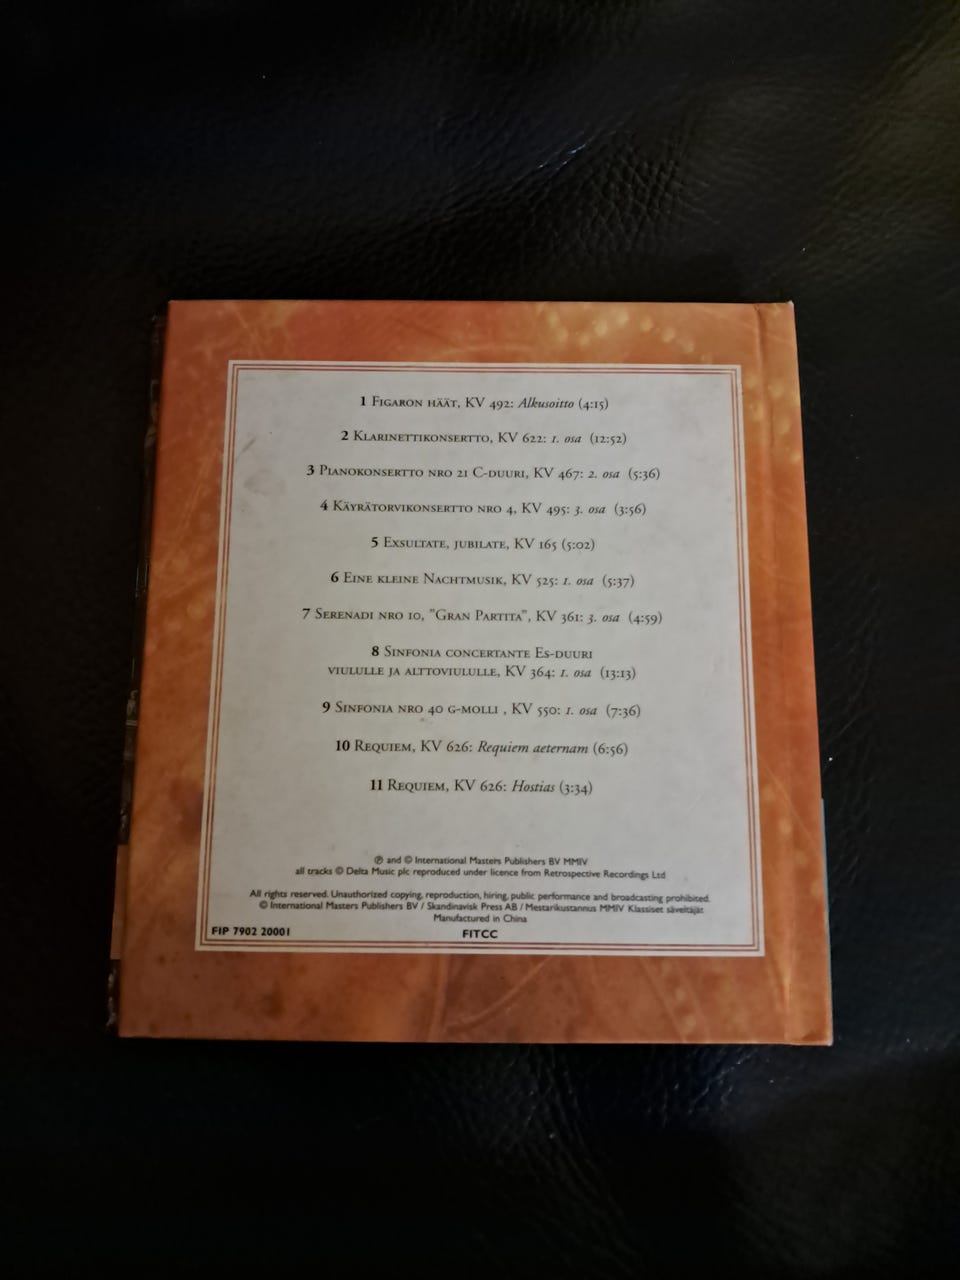 1 Figaron häät, KV 492: Alkusoitto (4:15)
2 Klarinettikonsertto, KV 622: 1. osa (12:52)
3 Pianokonsertto nro 21 C-duuri, KV 467: 2. osa (5:36)
4 Käyrätorvikonsertto nro 4, KV 495: 3. osa (3:56)
5 Exsultate, jubilate, KV 165 (5:02)
6 Eine kleine Nachtmusik, KV 525: 1. osa (5:37)
7 Serenadi nro 10, "Gran Partita", KV 361: 3. osa (4:59)
8 Sinfonia concertante Es-duuri
viululle ja alttoviululle, KV 364: 1. osa (13:13)
9 Sinfonia nro 40 g-molli , KV 550: 1. osa (7:36)
10 Requiem, KV 626: Requiem aeternam (6:56)
11 Requiem, KV 626: Hostias (3:34)
℗ and © International Masters Publishers BV MMIV
all tracks © Delta Music plc reproduced under licence from Retrospective Recordings Ltd
All rights reserved. Unauthorized copying, reproduction, hiring, public performance and broadcasting prohibited.
© International Masters Publishers BV / Skandinavisk Press AB / Mestarikustannus MMIV Klassiset säveltäjät
Manufactured in China
FIP 7902 20001
FITCC